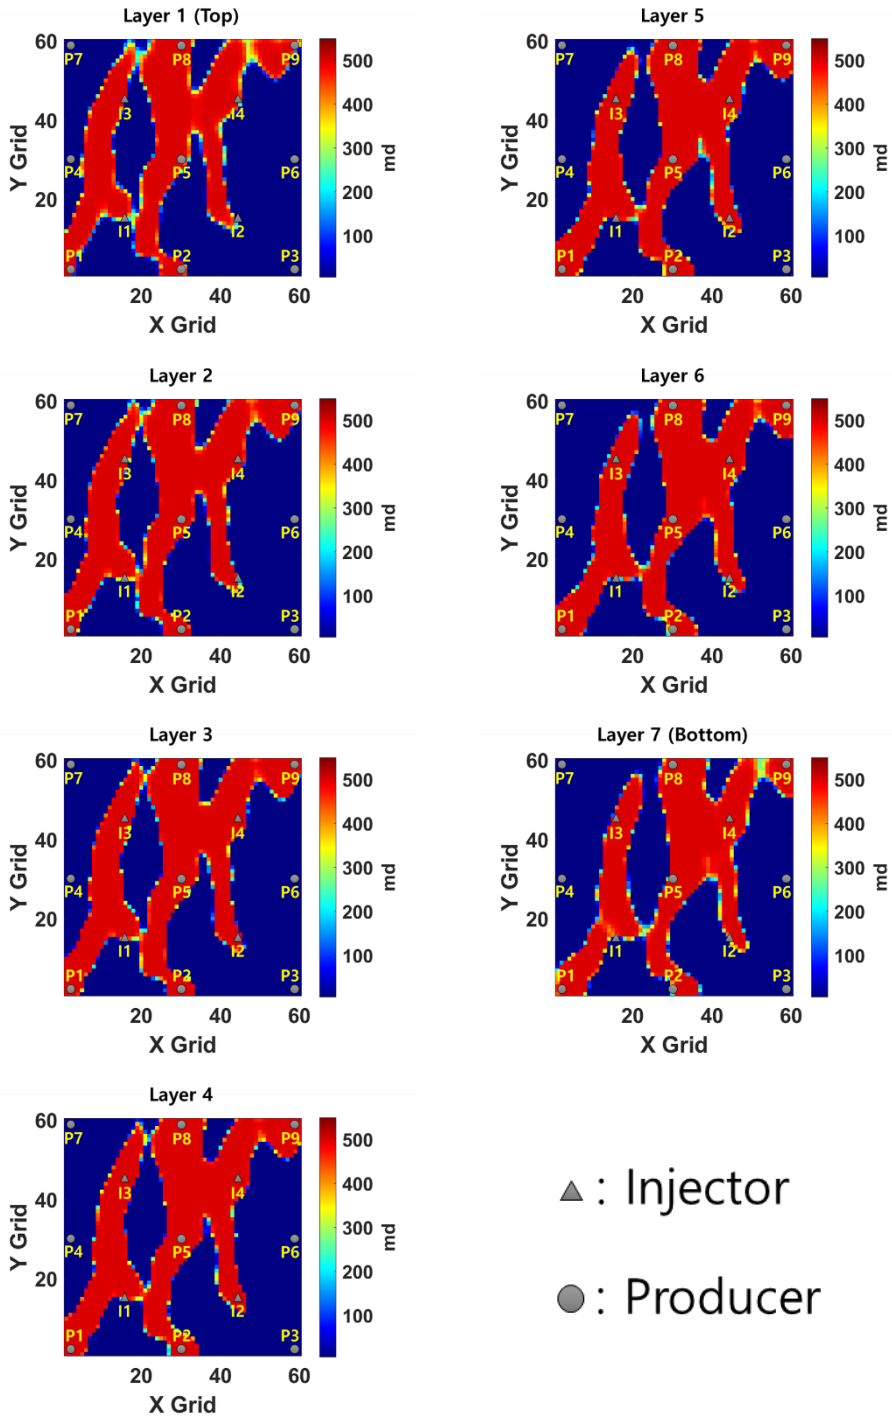 Layer 1 (Top)
60
40
20
Y Grid
P7 P8 P9
I3 I4
P4 P5 P6
I1 I2
P1 P2 P3
20 40 60
X Grid
500
400
300
200
100
md
Layer 5
60
40
20
Y Grid
P7 P8 P9
I3 I4
P4 P5 P6
I1 I2
P1 P2 P3
20 40 60
X Grid
500
400
300
200
100
md
Layer 2
60
40
20
Y Grid
P7 P8 P9
I3 I4
P4 P5 P6
I1 I2
P1 P2 P3
20 40 60
X Grid
500
400
300
200
100
md
Layer 6
60
40
20
Y Grid
P7 P8 P9
I3 I4
P4 P5 P6
I1 I2
P1 P2 P3
20 40 60
X Grid
500
400
300
200
100
md
Layer 3
60
40
20
Y Grid
P7 P8 P9
I3 I4
P4 P5 P6
I1 I2
P1 P2 P3
20 40 60
X Grid
500
400
300
200
100
md
Layer 7 (Bottom)
60
40
20
Y Grid
P7 P8 P9
I3 I4
P4 P5 P6
I1 I2
P1 P2 P3
20 40 60
X Grid
500
400
300
200
100
md
Layer 4
60
40
20
Y Grid
P7 P8 P9
I3 I4
P4 P5 P6
I1 I2
P1 P2 P3
20 40 60
X Grid
500
400
300
200
100
md
: Injector
: Producer